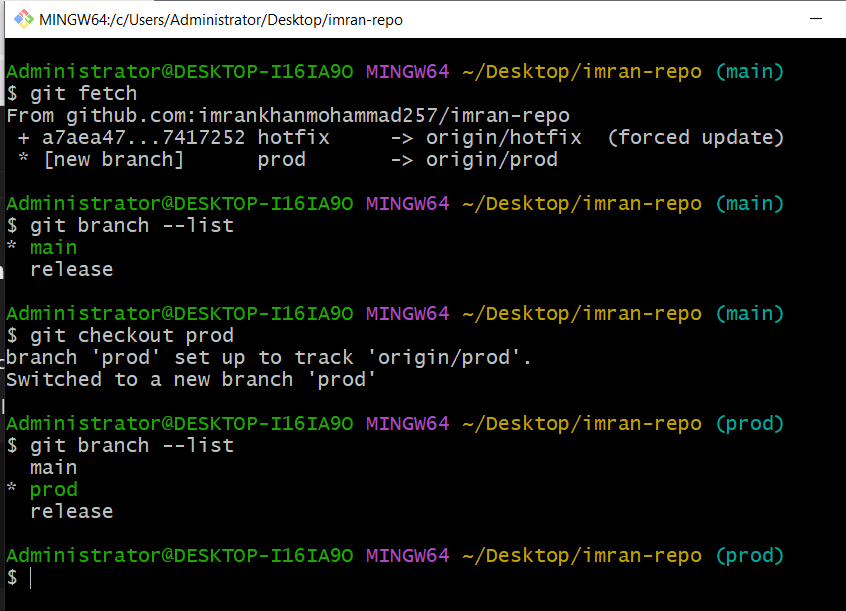 MINGW64:/c/Users/Administrator/Desktop/imran-repo
Administrator@DESKTOP-I16IA9O MINGW64 ~/Desktop/imran-repo (main)
$ git fetch
From github.com:imrankhanmohammad257/imran-repo
 + a7aea47...7417252 hotfix     -> origin/hotfix  (forced update)
 * [new branch]      prod       -> origin/prod
Administrator@DESKTOP-I16IA9O MINGW64 ~/Desktop/imran-repo (main)
$ git branch --list
* main
  release
Administrator@DESKTOP-I16IA9O MINGW64 ~/Desktop/imran-repo (main)
$ git checkout prod
branch 'prod' set up to track 'origin/prod'.
Switched to a new branch 'prod'
Administrator@DESKTOP-I16IA9O MINGW64 ~/Desktop/imran-repo (prod)
$ git branch --list
  main
* prod
  release
Administrator@DESKTOP-I16IA9O MINGW64 ~/Desktop/imran-repo (prod)
$